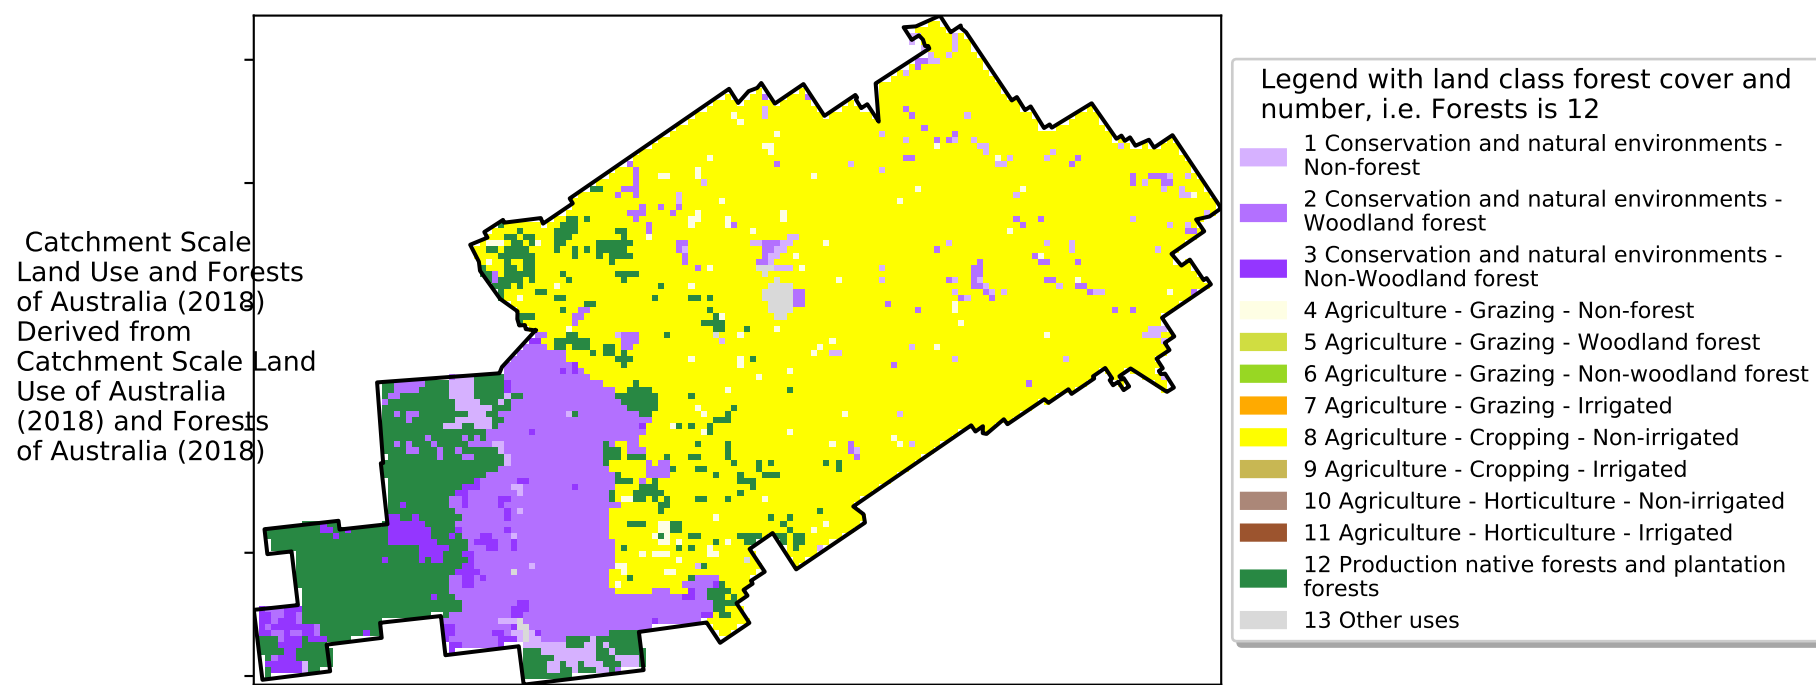 Catchment Scale
Land Use and Forests
of Australia (2018)
Derived from
Catchment Scale Land
Use of Australia
(2018) and Forests
of Australia (2018)
Legend with land class forest cover and
number, i.e. Forests is 12
1 Conservation and natural environments -
Non-forest
2 Conservation and natural environments -
Woodland forest
3 Conservation and natural environments -
Non-Woodland forest
4 Agriculture - Grazing - Non-forest
5 Agriculture - Grazing - Woodland forest
6 Agriculture - Grazing - Non-woodland forest
7 Agriculture - Grazing - Irrigated
8 Agriculture - Cropping - Non-irrigated
9 Agriculture - Cropping - Irrigated
10 Agriculture - Horticulture - Non-irrigated
11 Agriculture - Horticulture - Irrigated
12 Production native forests and plantation
forests
13 Other uses